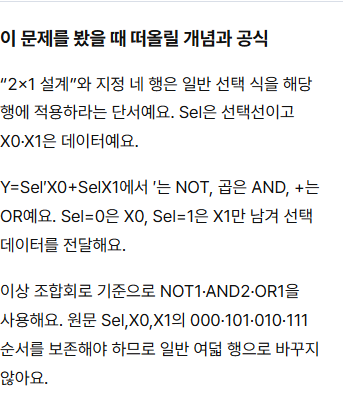 이 문제를 봤을 때 떠올릴 개념과 공식
“2×1 설계”와 지정 네 행은 일반 선택 식을 해당
행에 적용하라는 단서예요. Sel은 선택선이고
X0·X1은 데이터예요.
Y=Sel′X0+SelX1에서 ′는 NOT, 곱은 AND, +는
OR예요. Sel=0은 X0, Sel=1은 X1만 남겨 선택
데이터를 전달해요.
이상 조합회로 기준으로 NOT1·AND2·OR1을
사용해요. 원문 Sel,X0,X1의 000·101·010·111
순서를 보존해야 하므로 일반 여덟 행으로 바꾸지
않아요.